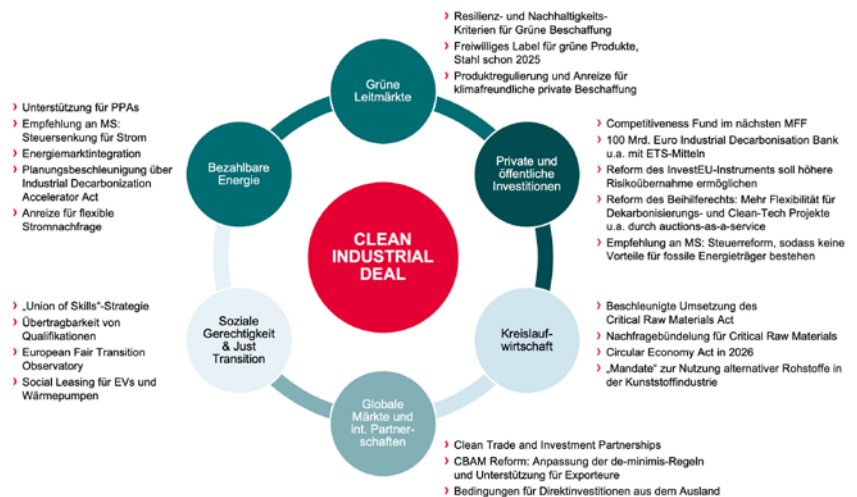 › Resilienz- und Nachhaltigkeits-
Kriterien für Grüne Beschaffung
› Freiwilliges Label für grüne Produkte,
Stahl schon 2025
› Produktregulierung und Anreize für
klimafreundliche private Beschaffung
Grüne
Leitmärkte
› Unterstützung für PPAs
› Empfehlung an MS:
Steuersenkung für Strom
› Energiemarktintegration
› Planungsbeschleunigung über
Industrial Decarbonization
Accelerator Act
› Anreize für flexible
Stromnachfrage
Bezahlbare
Energie
Private und
öffentliche
Investitionen
› Competitiveness Fund im nächsten MFF
› 100 Mrd. Euro Industrial Decarbonisation Bank
u.a. mit ETS-Mitteln
› Reform des InvestEU-Instruments soll höhere
Risikoübernahme ermöglichen
› Reform des Beihilferechts: Mehr Flexibilität für
Dekarbonisierungs- und Clean-Tech Projekte
u.a. durch auctions-as-a-service
› Empfehlung an MS: Steuerreform, sodass keine
Vorteile für fossile Energieträger bestehen
CLEAN
INDUSTRIAL
DEAL
› „Union of Skills“-Strategie
› Übertragbarkeit von
Qualifikationen
› European Fair Transition
Observatory
› Social Leasing für EVs und
Wärmepumpen
Soziale
Gerechtigkeit
& Just
Transition
Kreislauf-
wirtschaft
› Beschleunigte Umsetzung des
Critical Raw Materials Act
› Nachfragebündelung für Critical Raw Materials
› Circular Economy Act in 2026
› „Mandate“ zur Nutzung alternativer Rohstoffe in
der Kunststoffindustrie
Globale
Märkte und
int. Partner-
schaften
› Clean Trade and Investment Partnerships
› CBAM Reform: Anpassung der de-minimis-Regeln
und Unterstützung für Exporteure
› Bedingungen für Direktinvestitionen aus dem Ausland